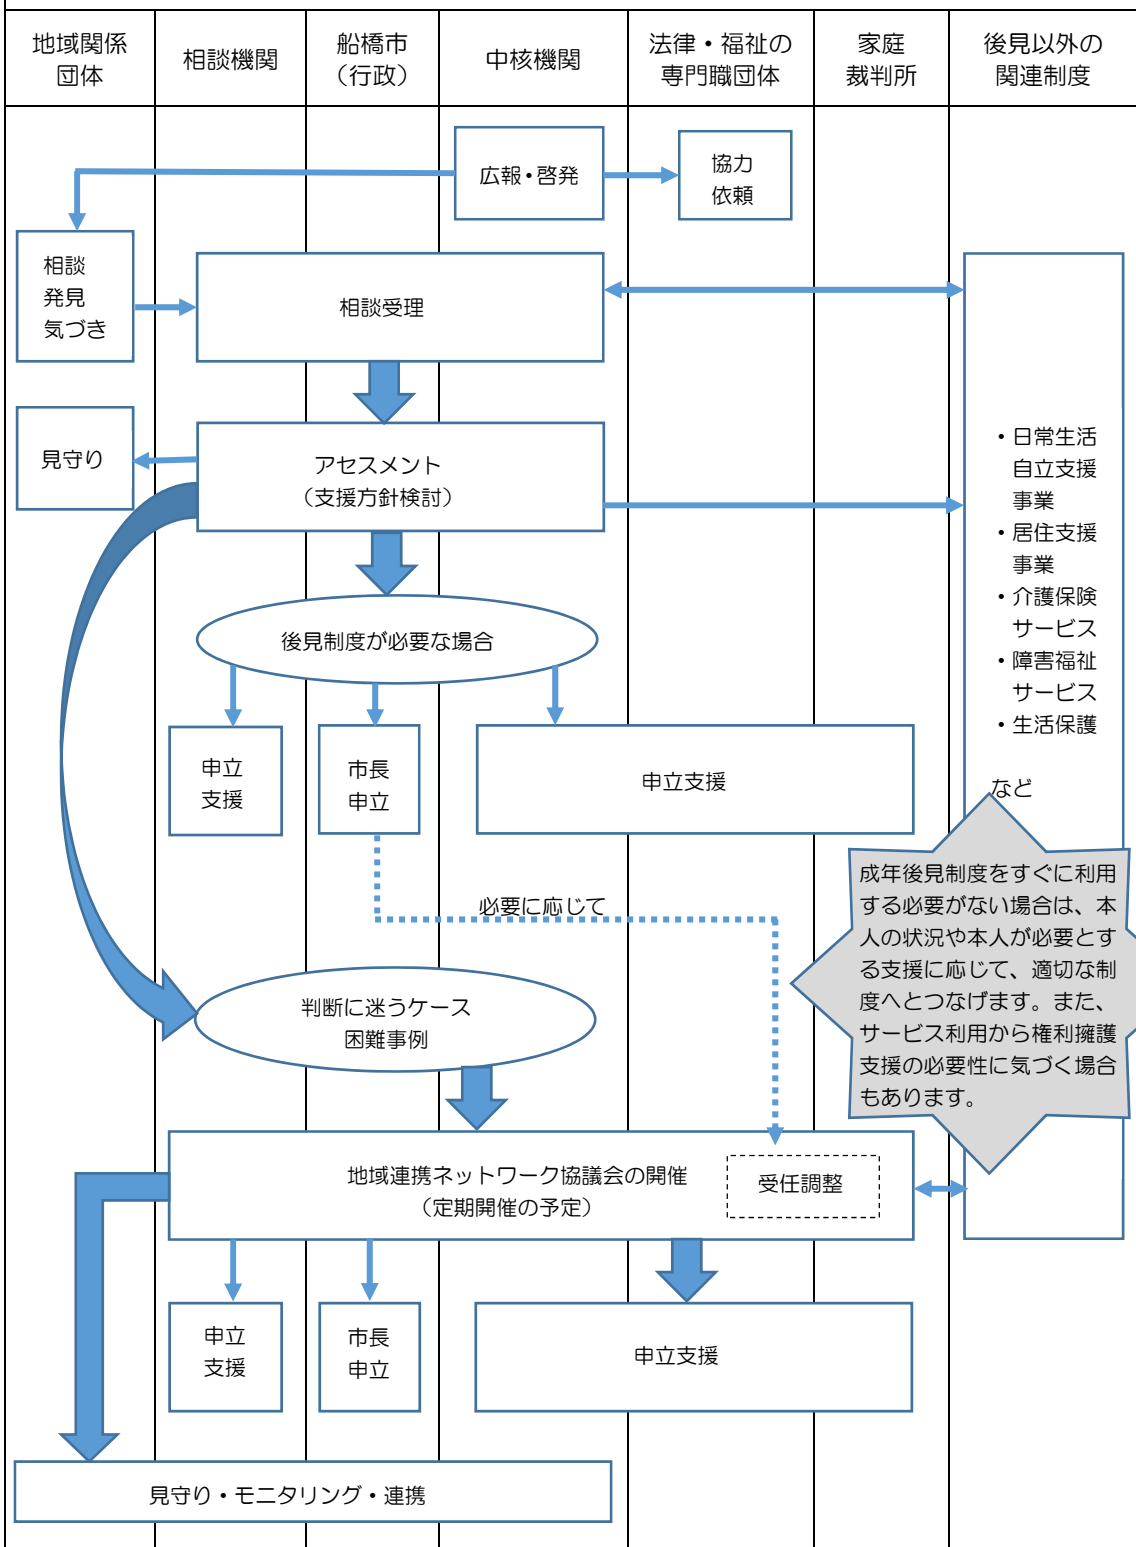 地域関係
団体
相談機関
船橋市
（行政）
中核機関
法律・福祉の
専門職団体
家庭
裁判所
後見以外の
関連制度
広報・啓発
協力
依頼
相談
発見
気づき
相談受理
見守り
アセスメント
（支援方針検討）
・日常生活
自立支援
事業
・居住支援
事業
・介護保険
サービス
・障害福祉
サービス
・生活保護
など
後見制度が必要な場合
申立
支援
市長
申立
申立支援
必要に応じて
成年後見制度をすぐに利用
する必要がない場合は、本
人の状況や本人が必要とす
る支援に応じて、適切な制
度へとつなげます。また、
サービス利用から権利擁護
支援の必要性に気づく場合
もあります。
判断に迷うケース
困難事例
地域連携ネットワーク協議会の開催
（定期開催の予定）
受任調整
申立
支援
市長
申立
申立支援
見守り・モニタリング・連携